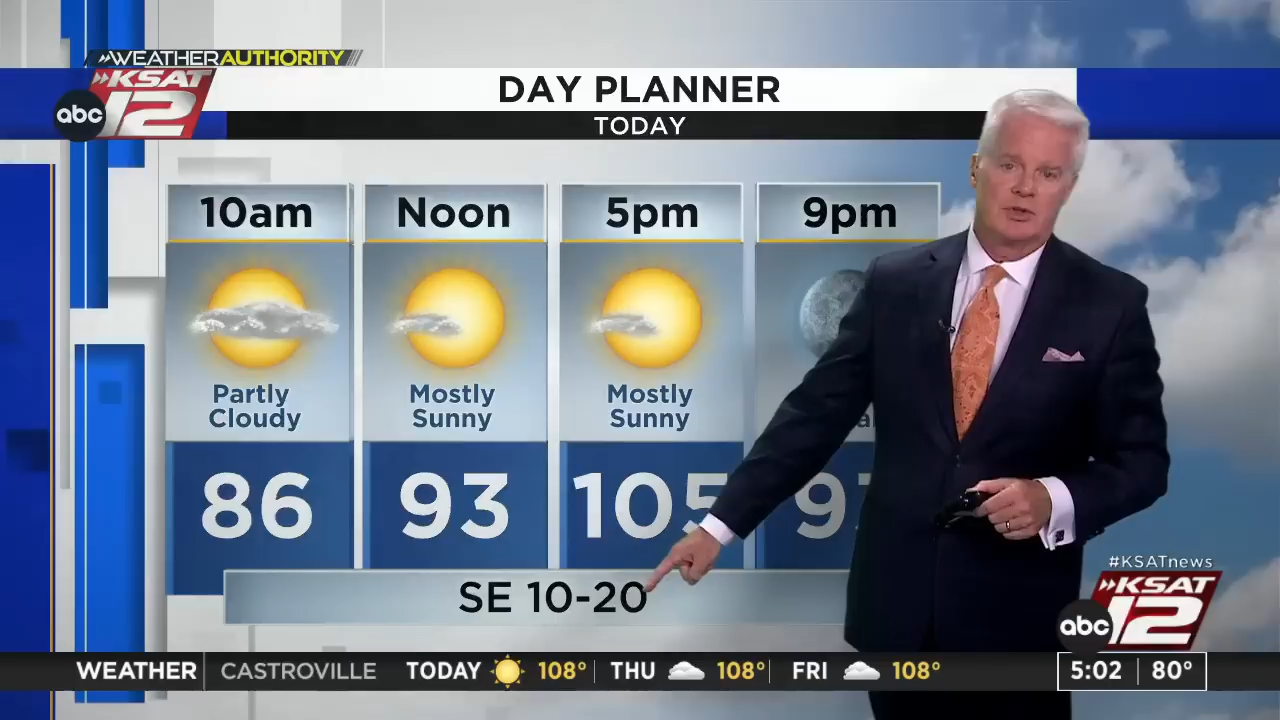 WEATHERAUTHORITY
KSAT
abc 12
DAY PLANNER
TODAY
10am Noon 5pm 9pm
Partly Cloudy
Mostly Sunny
Mostly Sunny
86 93 105
SE 10-20
#KSATnews
KSAT
abc 12
WEATHER CASTROVILLE TODAY 108° THU 108° FRI 108° 5:02 80°